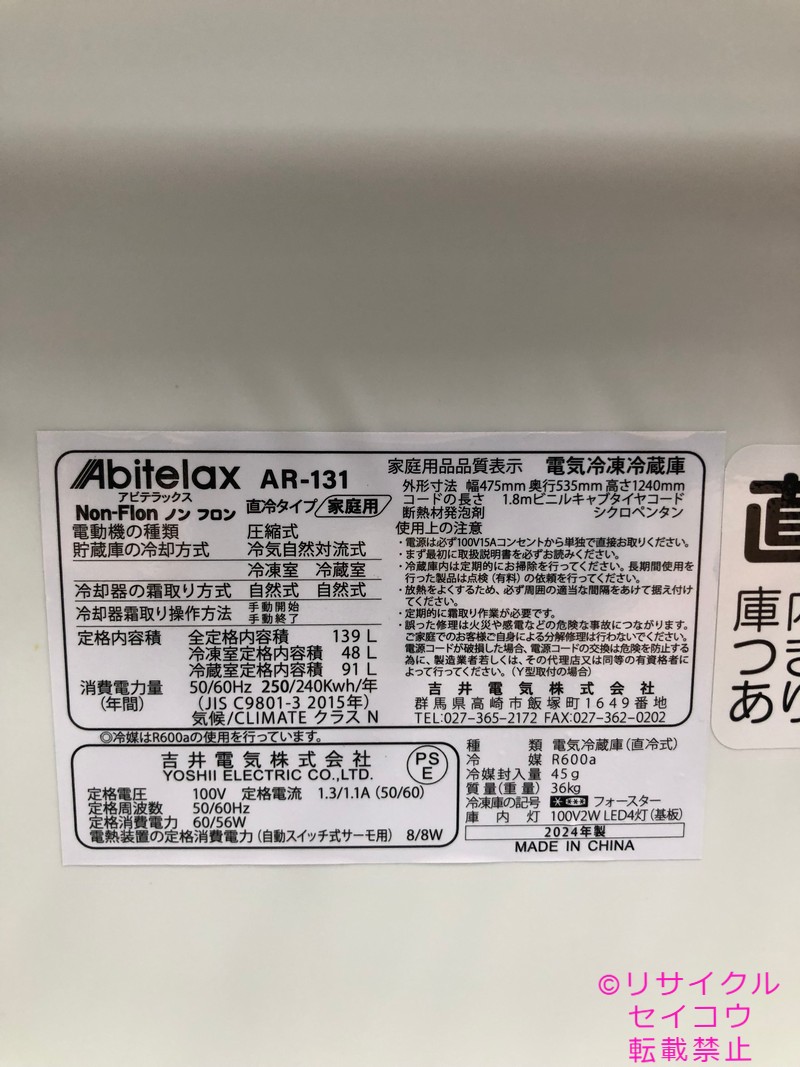 Abitelax AR-131
アビテラックス
Non-Flon ノンフロン 直冷タイプ/家庭用
電動機の種類 圧縮式
貯蔵庫の冷却方式 冷気自然対流式
冷凍室 冷蔵室
冷却器の霜取り方式 自然式 自然式
冷却器霜取り操作方法 手動開始
手動終了
定格内容積 全定格内容積 139 L
冷凍室定格内容積 48 L
冷蔵室定格内容積 91 L
消費電力量 50/60Hz 250/240Kwh/年
(年間) (JIS C9801-3 2015年)
気候/CLIMATE クラス N
家庭用品品質表示 電気冷凍冷蔵庫
外形寸法 幅475mm 奥行535mm 高さ1240mm
コードの長さ 1.8mビニルキャブタイヤコード
断熱材発泡剤 シクロペンタン
使用上の注意
・電源は必ず100V15Aコンセントから単独で直接お取りください。
・まず最初に取扱説明書を必ずお読みください。
・冷蔵庫内は定期的にお掃除を行ってください。長期間使用を
行った製品は点検(有料)の依頼を行ってください。
・放熱をよくするため、必ず周囲の適当な間隔をあけて据え付け
てください。
・定期的に霜取り作業が必要です。
・誤った修理は火災や感電などの危険な事故につながります。
ご家庭でのお客様ご自身による分解修理は行わないでください。
電源コードが破損した場合、電源コードの交換は危険を防止する
為に、製造業者若しくは、その代理店又は同等の有資格者に
よって行ってください。(Y型取付の場合)
吉井電気株式会社
群馬県高崎市飯塚町1649番地
TEL:027-365-2172 FAX:027-362-0202
◎冷媒はR600aの使用を行っています。
吉井電気株式会社
YOSHII ELECTRIC CO.,LTD.
PS
E
定格電圧 100V 定格電流 1.3/1.1A (50/60)
定格周波数 50/60Hz
定格消費電力 60/56W
電熱装置の定格消費電力(自動スイッチ式サーモ用) 8/8W
種類 電気冷蔵庫(直冷式)
冷媒 R600a
冷媒封入量 45g
質量(重量) 36kg
冷凍庫の記号 フォースター
庫内灯 100V2W LED4灯(基板)
2024年製
MADE IN CHINA
直
庫内
つき
あり
©リサイクル
セイコウ
転載禁止